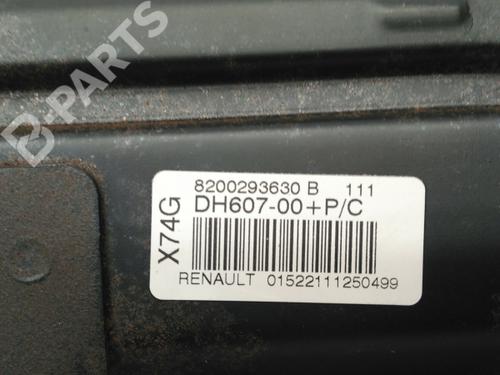 B-PARTS
8200293630 B 111
DH607-00+P/C
X74G
RENAULT 01522111250499